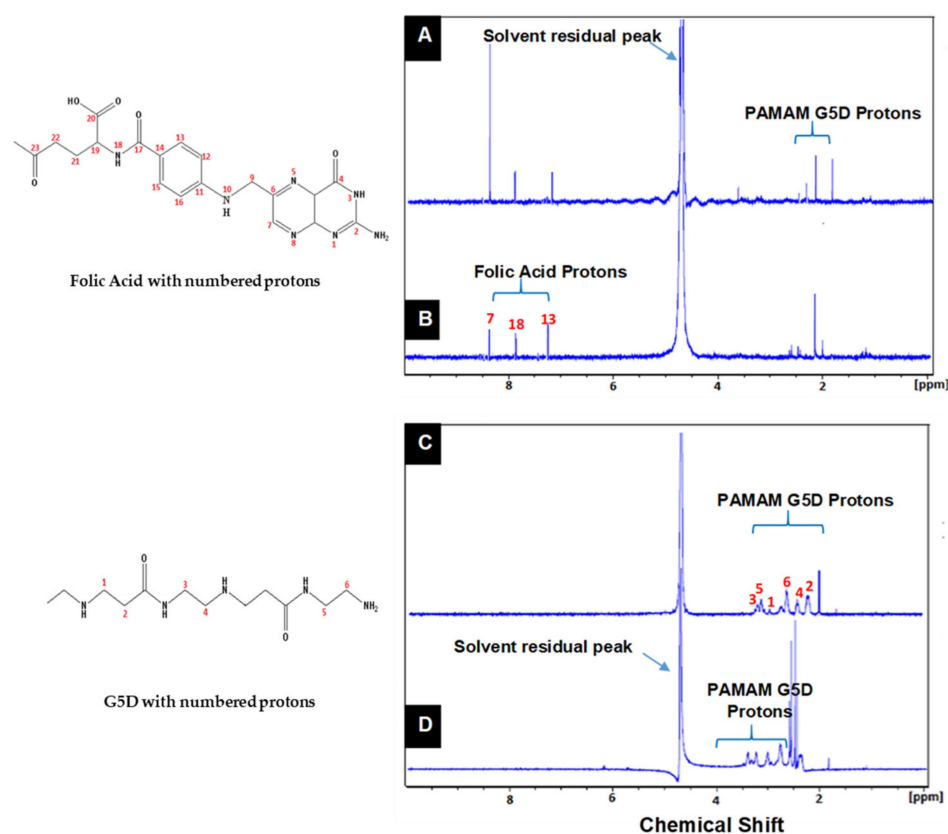 A
Solvent residual peak
PAMAM G5D Protons
HO
O
20
22
O
13
23
21
19
18
N
H
17
14
12
O
15
16
11
10
N
H
9
5
N
6
7
N
8
O
4
NH
3
N
1
2
NH2
Folic Acid with numbered protons
Folic Acid Protons
7
18
13
B
8
6
4
2
[ppm]
C
PAMAM G5D Protons
3
5
1
6
4
2
1
O
3
H
N
6
N
H
2
N
H
4
O
N
H
5
NH2
G5D with numbered protons
Solvent residual peak
PAMAM G5D
Protons
D
8
6
4
2
[ppm]
Chemical Shift